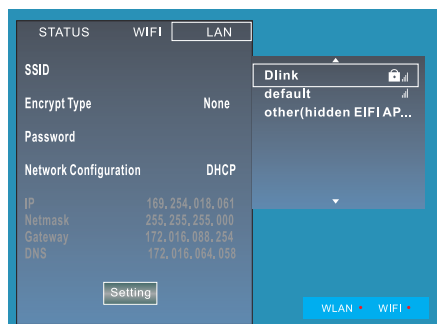 STATUS WIFI LAN
SSID
Encrypt Type None
Password
Network Configuration DHCP
IP 169, 254, 018, 061
Netmask 255, 255, 255, 000
Gateway 172, 016, 088, 254
DNS 172, 016, 064, 058
Setting
Dlink
default
other(hidden EIFI AP...
WLAN WIFI